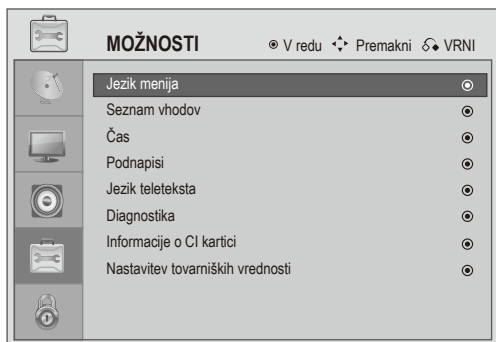 MOŽNOSTI V redu Premakni VRNI
Jezik menija
Seznam vhodov
Čas
Podnapisi
Jezik teleteksta
Diagnostika
Informacije o CI kartici
Nastavitev tovarniških vrednosti